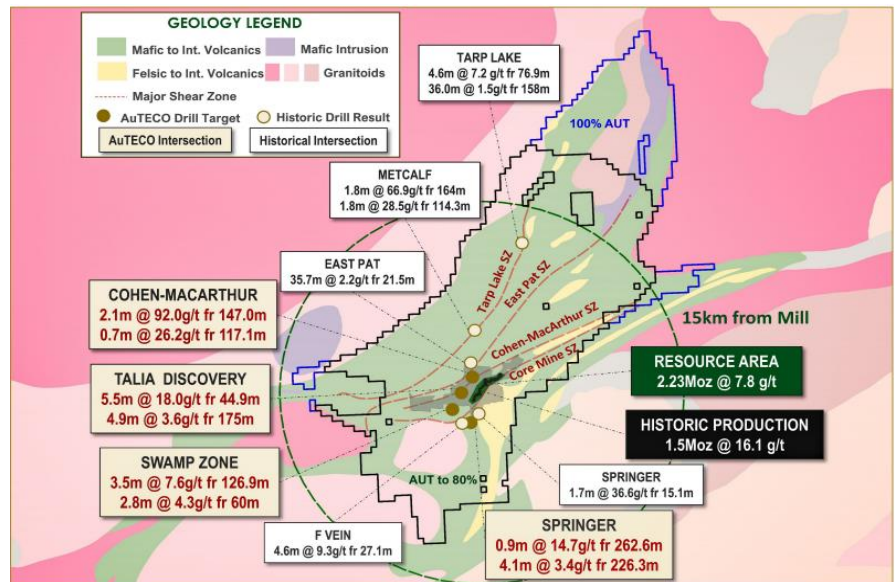 GEOLOGY LEGEND
Mafic to Int. Volcanics
Mafic Intrusion
Felsic to Int. Volcanics
Granitoids
Major Shear Zone
AuTECO Drill Target
Historic Drill Result
AuTECO Intersection
Historical Intersection
TARP LAKE
4.6m @ 7.2 g/t fr 76.9m
36.0m @ 1.5g/t fr 158m
100% AUT
METCALF
1.8m @ 66.9g/t fr 164m
1.8m @ 28.5g/t fr 114.3m
EAST PAT
35.7m @ 2.2g/t fr 21.5m
Tarp Lake SZ
East Pat SZ
COHEN-MACARTHUR
2.1m @ 92.0g/t fr 147.0m
0.7m @ 26.2g/t fr 117.1m
Cohen-MacArthur SZ
Core Mine SZ
15km from Mill
RESOURCE AREA
2.23Moz @ 7.8 g/t
TALIA DISCOVERY
5.5m @ 18.0g/t fr 44.9m
4.9m @ 3.6g/t fr 175m
HISTORIC PRODUCTION
1.5Moz @ 16.1 g/t
SWAMP ZONE
3.5m @ 7.6g/t fr 126.9m
2.8m @ 4.3g/t fr 60m
AUT to 80%
SPRINGER
1.7m @ 36.6g/t fr 15.1m
F VEIN
4.6m @ 9.3g/t fr 27.1m
SPRINGER
0.9m @ 14.7g/t fr 262.6m
4.1m @ 3.4g/t fr 226.3m